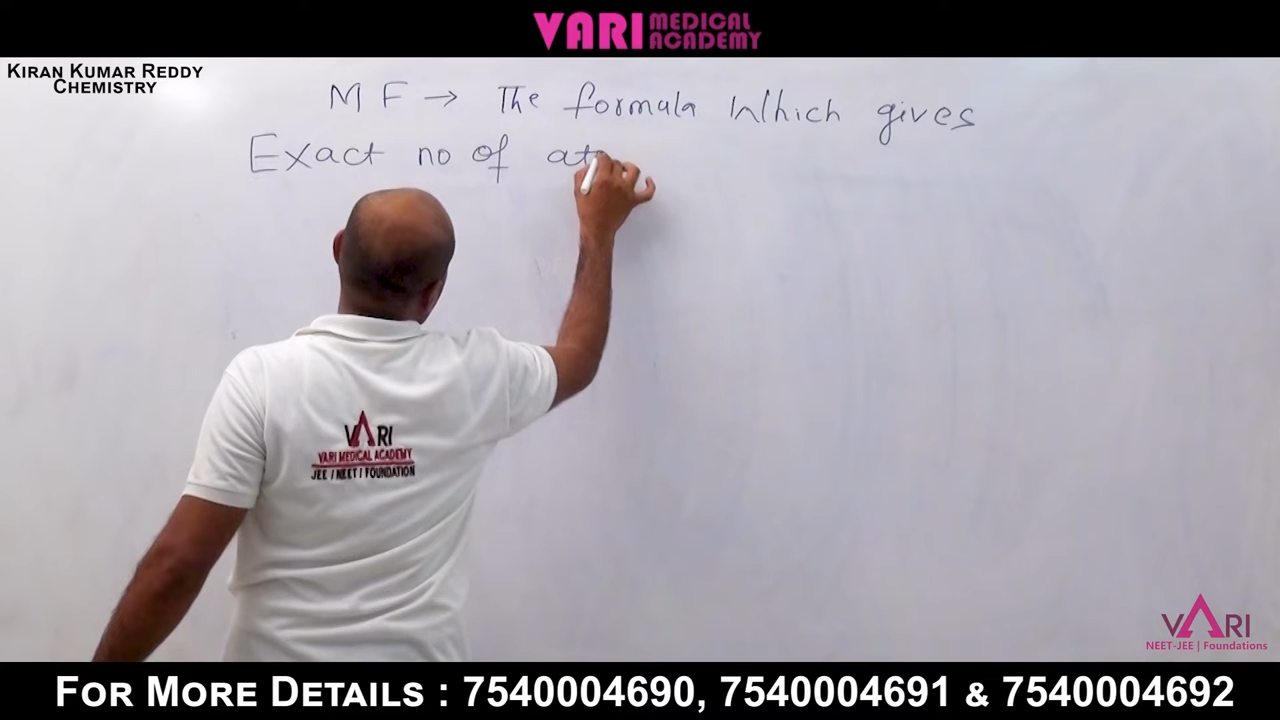 VARI MEDICAL ACADEMY
KIRAN KUMAR REDDY
CHEMISTRY
M F → The formula Which gives
Exact no of at
VARI
VARI MEDICAL ACADEMY
JEE / NEET / FOUNDATION
VARI
NEET-JEE | Foundations
FOR MORE DETAILS : 7540004690, 7540004691 & 7540004692